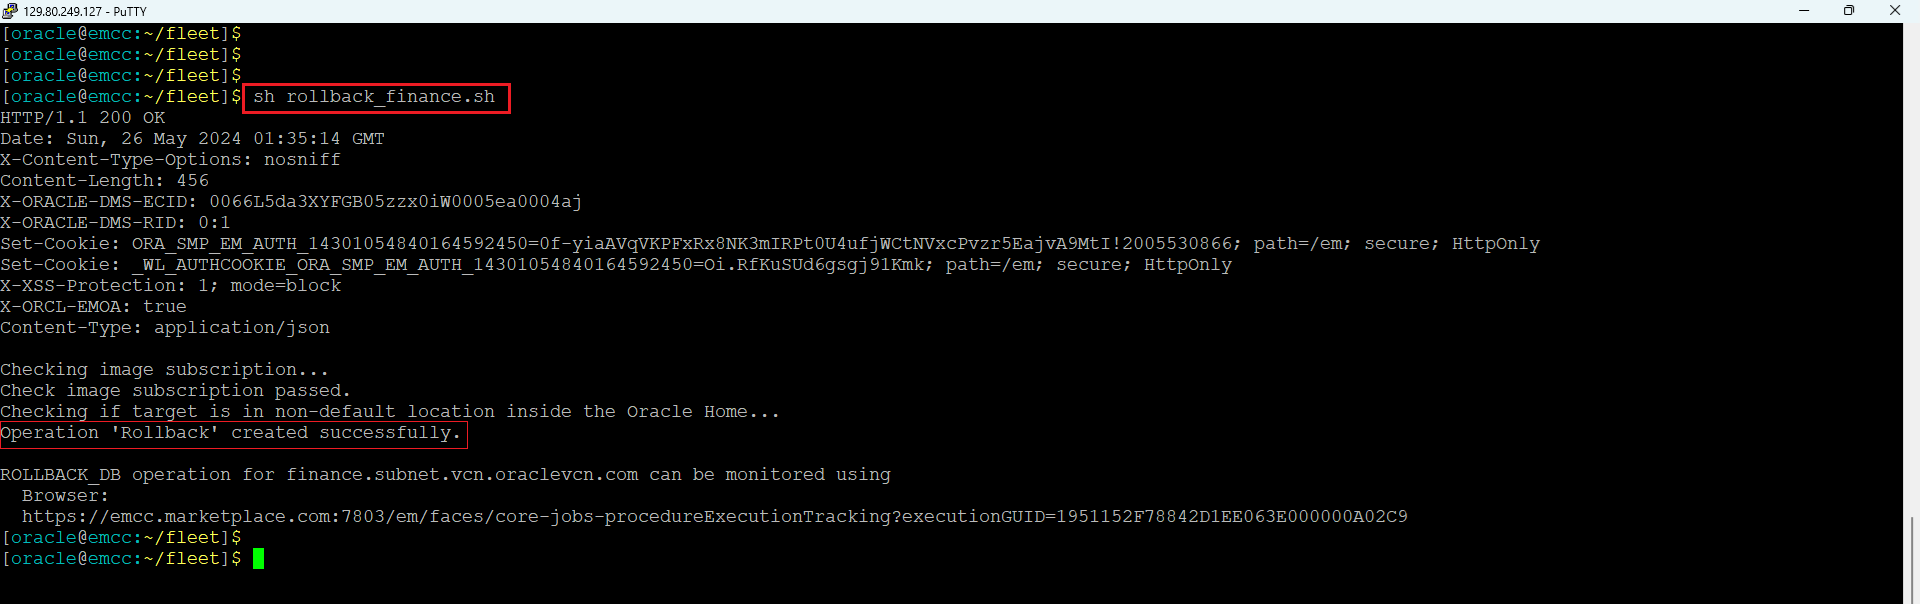 129.80.249.127 - PuTTY
[oracle@emcc:~/fleet]$
[oracle@emcc:~/fleet]$
[oracle@emcc:~/fleet]$
[oracle@emcc:~/fleet]$ sh rollback_finance.sh
HTTP/1.1 200 OK
Date: Sun, 26 May 2024 01:35:14 GMT
X-Content-Type-Options: nosniff
Content-Length: 456
X-ORACLE-DMS-ECID: 0066L5da3XYFGB05zzx0iW0005ea0004aj
X-ORACLE-DMS-RID: 0:1
Set-Cookie: ORA_SMP_EM_AUTH_14301054840164592450=0f-yiaAVqVKPFxRx8NK3mIRPt0U4ufjWCtNVxcPvzr5EajvA9MtI!2005530866; path=/em; secure; HttpOnly
Set-Cookie: _WL_AUTHCOOKIE_ORA_SMP_EM_AUTH_14301054840164592450=Oi.RfKuSUd6gsgj91Kmk; path=/em; secure; HttpOnly
X-XSS-Protection: 1; mode=block
X-ORCL-EMOA: true
Content-Type: application/json
Checking image subscription...
Check image subscription passed.
Checking if target is in non-default location inside the Oracle Home...
Operation 'Rollback' created successfully.
ROLLBACK_DB operation for finance.subnet.vcn.oraclevcn.com can be monitored using
Browser:
https://emcc.marketplace.com:7803/em/faces/core-jobs-procedureExecutionTracking?executionGUID=1951152F78842D1EE063E000000A02C9
[oracle@emcc:~/fleet]$
[oracle@emcc:~/fleet]$